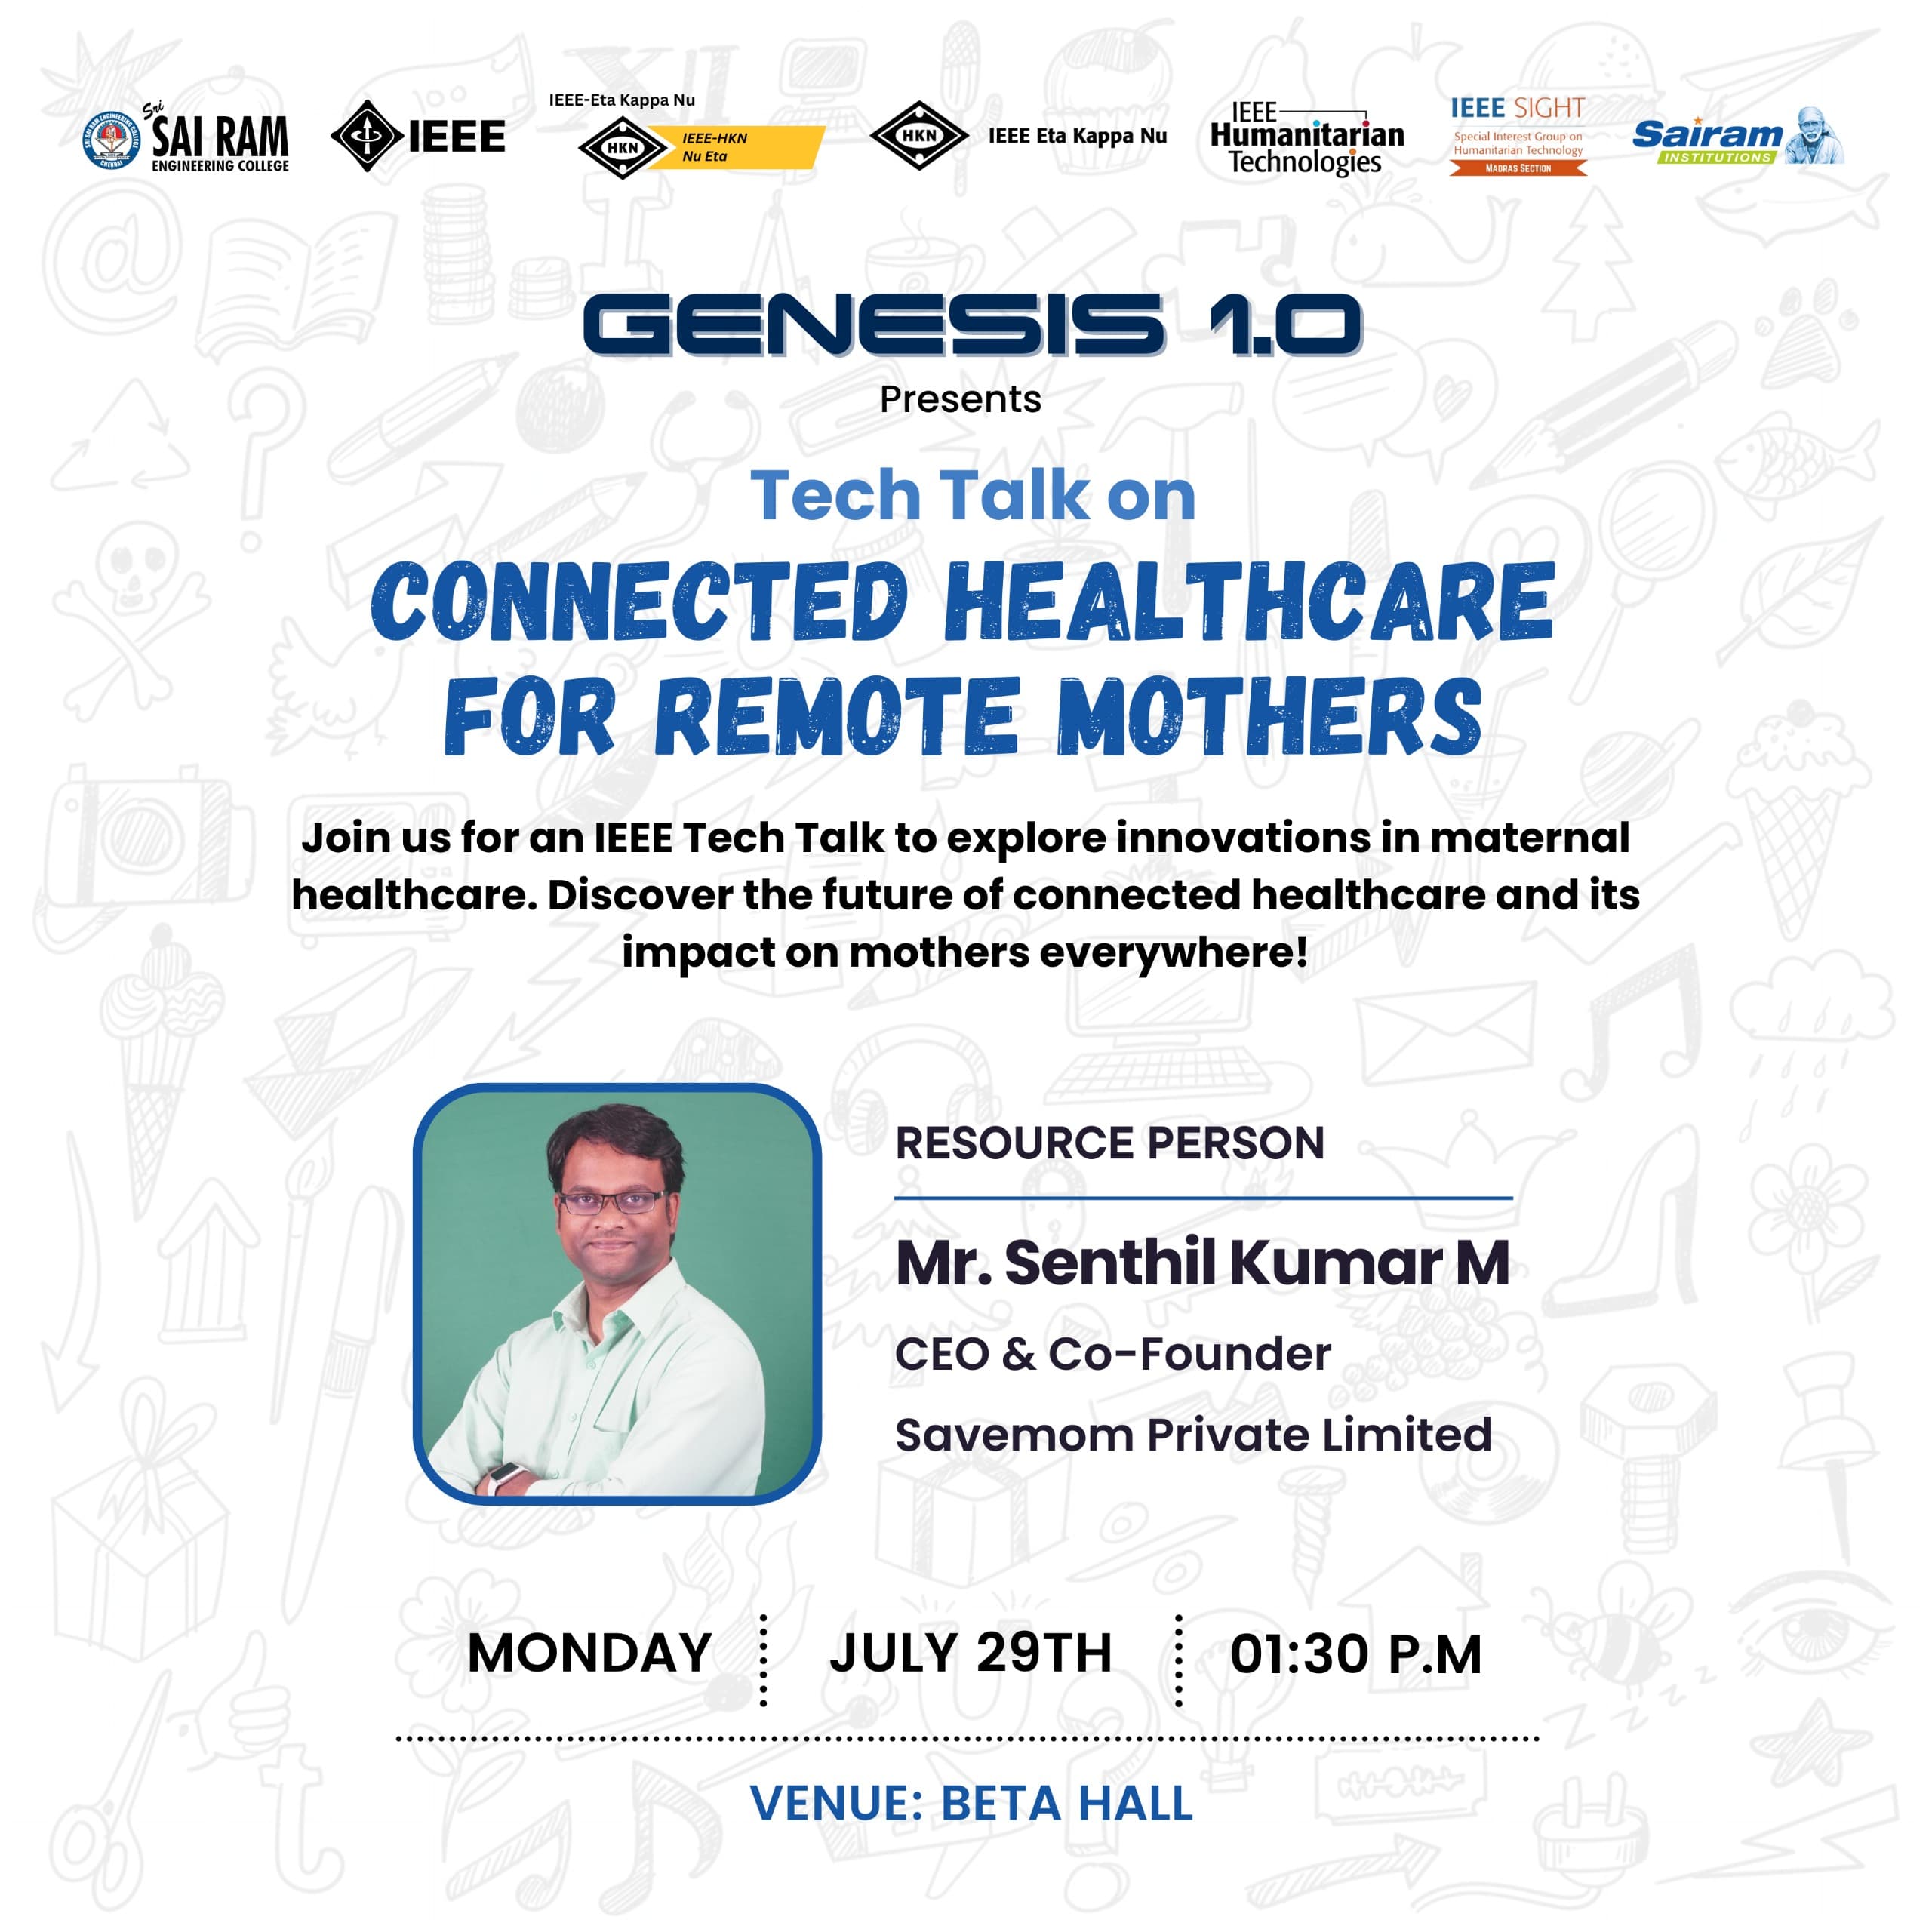 Sri
SAI RAM
ENGINEERING COLLEGE
IEEE
IEEE-Eta Kappa Nu
HKN
IEEE-HKN
Nu Eta
HKN
IEEE Eta Kappa Nu
IEEE
Humanitarian
Technologies
IEEE SIGHT
Special Interest Group on
Humanitarian Technology
MADRAS SECTION
Sairam
INSTITUTIONS
GENESIS 1.0
Presents
Tech Talk on
CONNECTED HEALTHCARE
FOR REMOTE MOTHERS
Join us for an IEEE Tech Talk to explore innovations in maternal
healthcare. Discover the future of connected healthcare and its
impact on mothers everywhere!
RESOURCE PERSON
Mr. Senthil Kumar M
CEO & Co-Founder
Savemom Private Limited
MONDAY
JULY 29TH
01:30 P.M
VENUE: BETA HALL